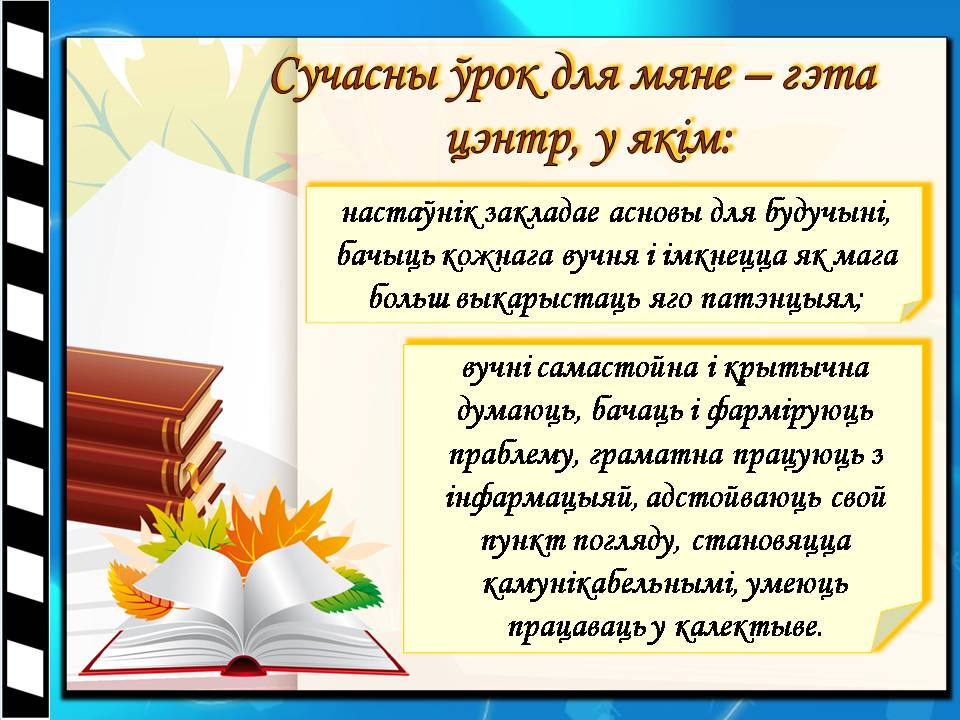 Сучасны ўрок для мяне – гэта
цэнтр, у якім:
настаўнік закладае асновы для будучыні,
бачыць кожнага вучня і імкнецца як мага
больш выкарыстаць яго патэнцыял;
вучні самастойна і крытычна
думаюць, бачаць і фарміруюць
праблему, граматна працуюць з
інфармацыяй, адстойваюць свой
пункт погляду, становяцца
камунікабельнымі, умеюць
працаваць у калектыве.